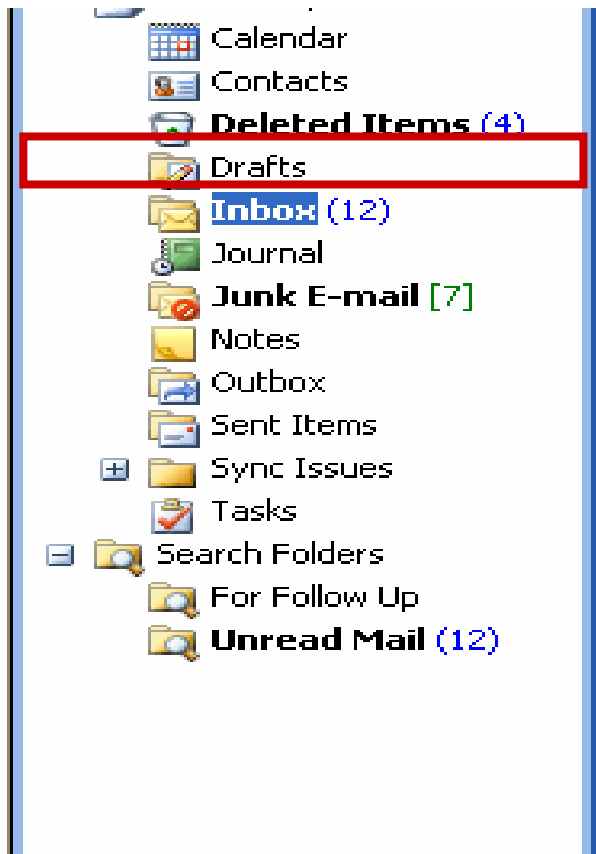 Calendar
Contacts
Deleted Items (4)
Drafts
Inbox (12)
Journal
Junk E-mail [7]
Notes
Outbox
Sent Items
Sync Issues
Tasks
Search Folders
For Follow Up
Unread Mail (12)